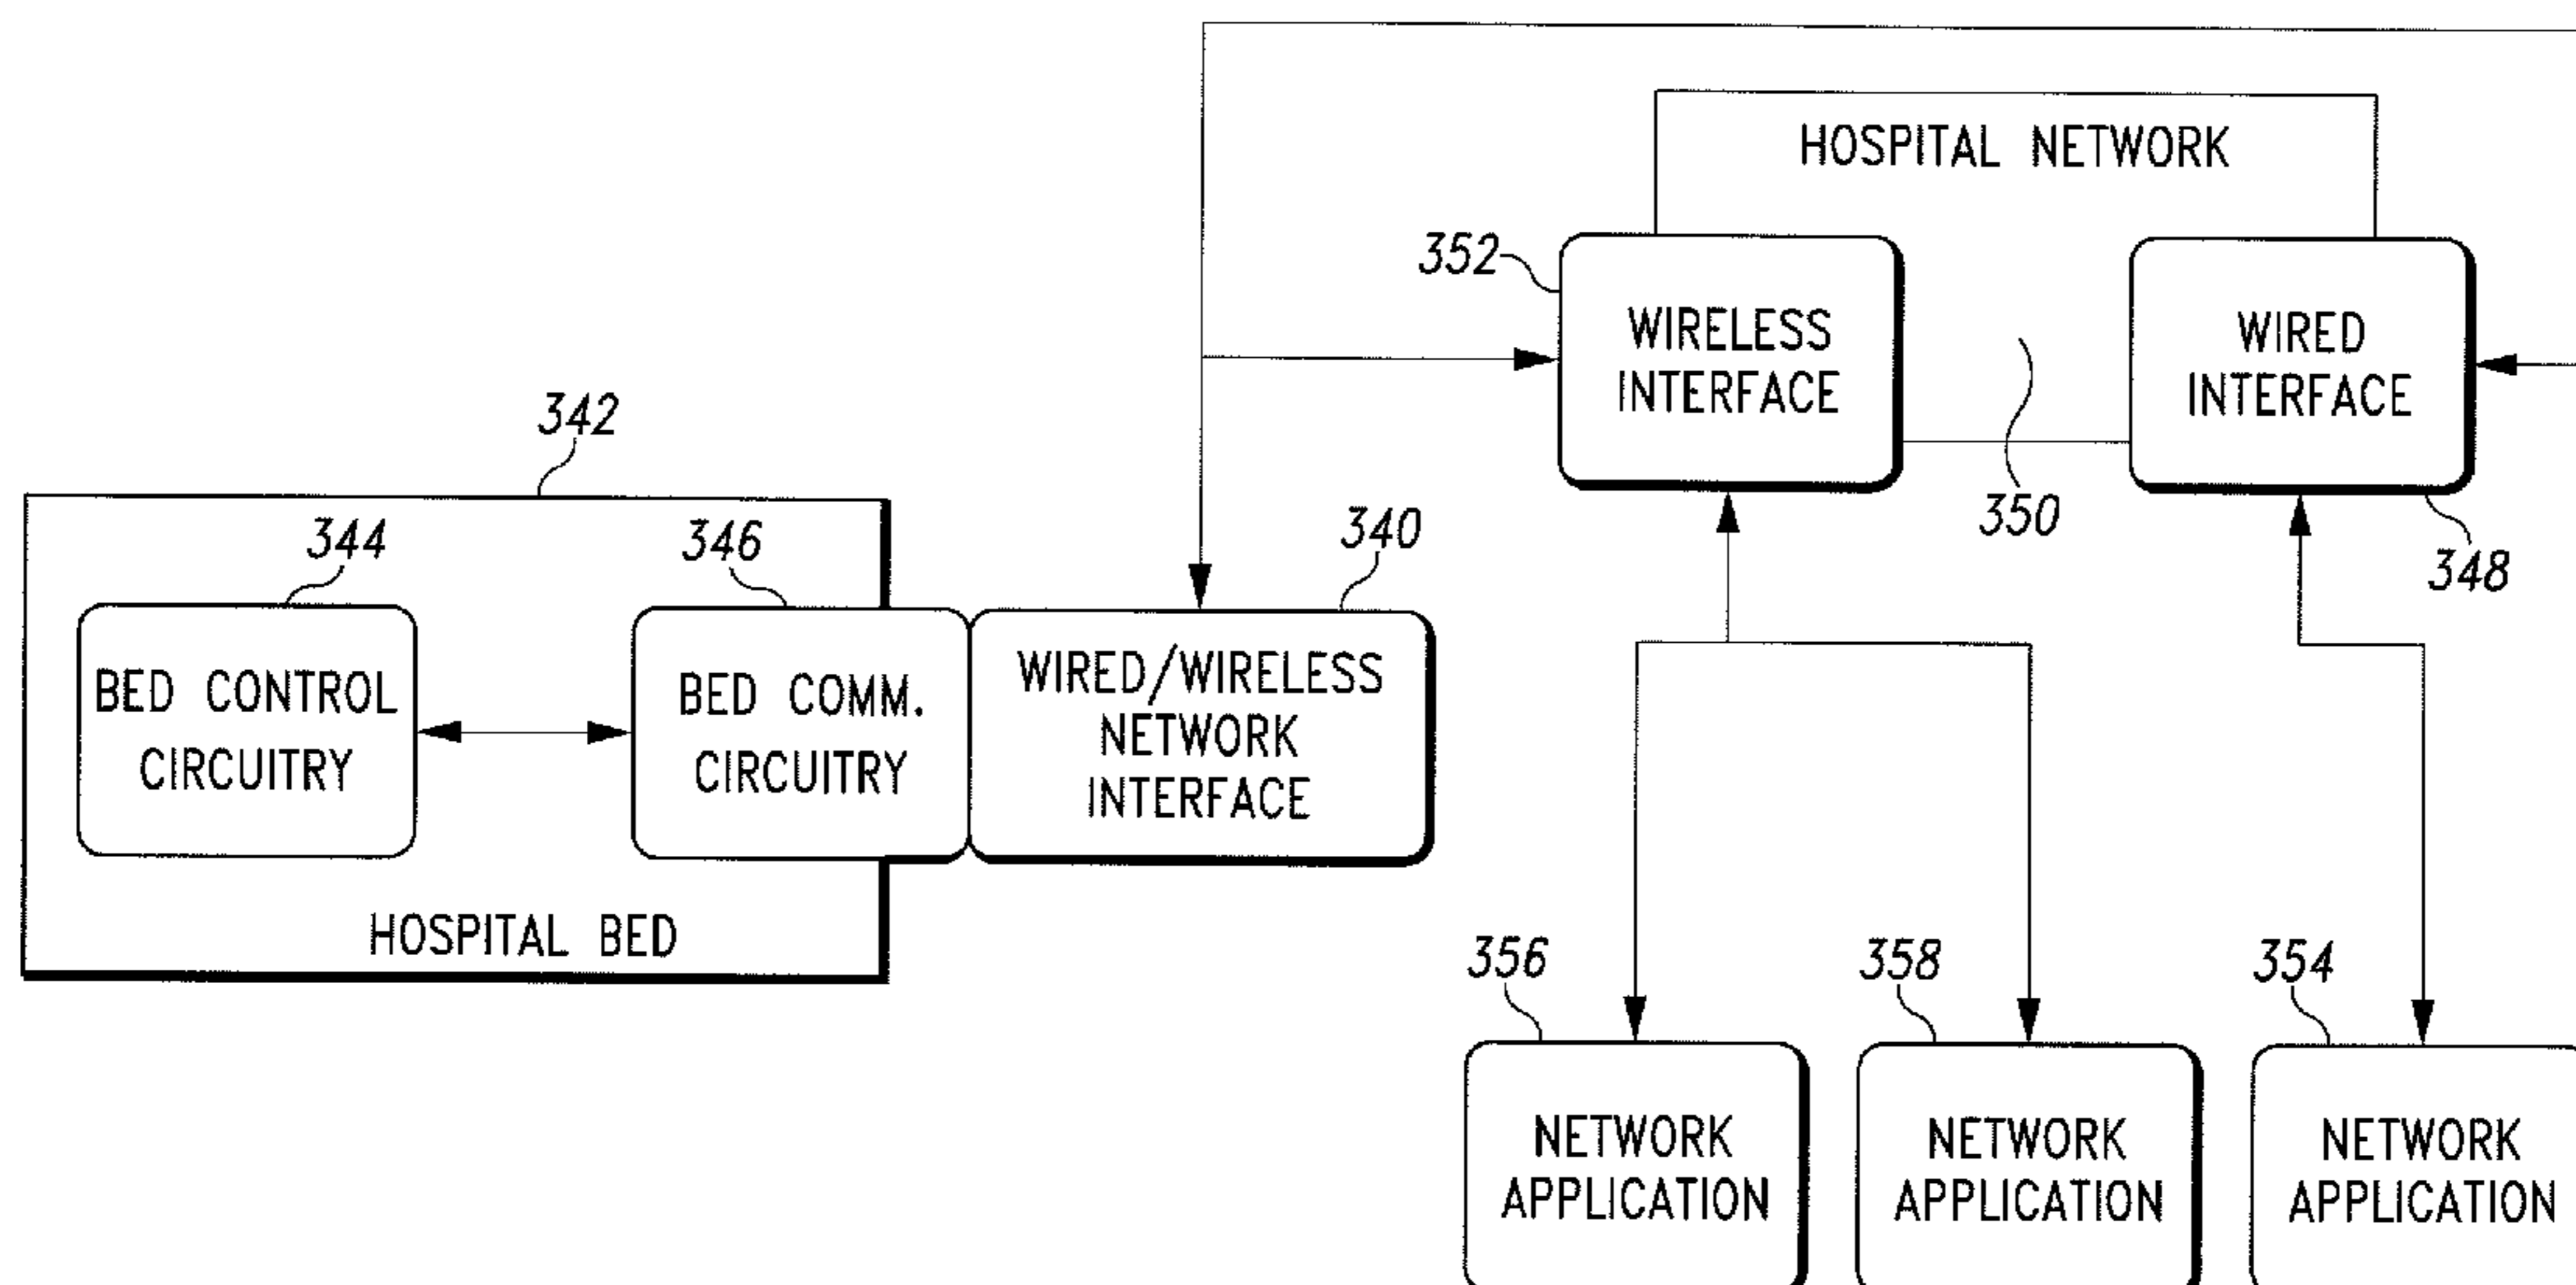 HOSPITAL NETWORK
352
WIRELESS
INTERFACE
WIRED
INTERFACE
350
348
342
344
346
340
BED CONTROL
CIRCUITRY
BED COMM.
CIRCUITRY
WIRED/WIRELESS
NETWORK
INTERFACE
HOSPITAL BED
356
358
354
NETWORK
APPLICATION
NETWORK
APPLICATION
NETWORK
APPLICATION